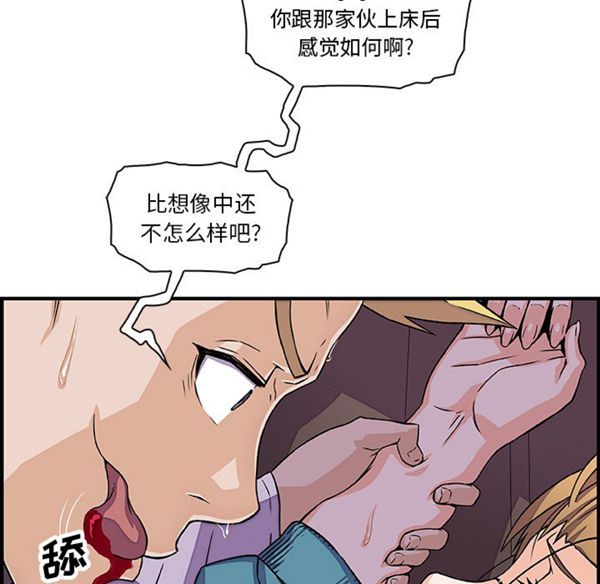 你跟那家伙上床后
感觉如何啊?
比想像中还
不怎么样吧?
舔